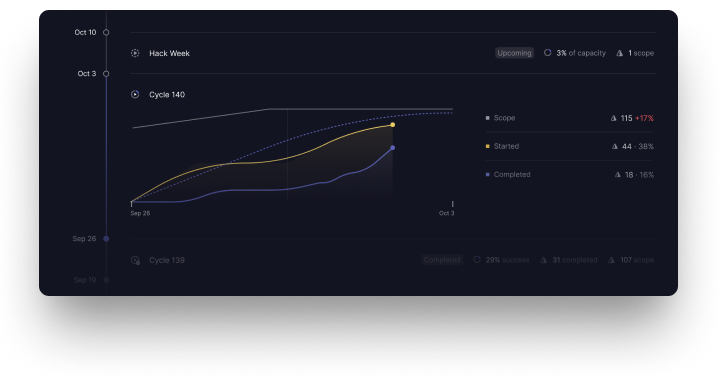 Oct 10
Hack Week Upcoming 3% of capacity 1 scope
Oct 3
Cycle 140
Scope 115 +17%
Started 44 · 38%
Completed 18 · 16%
Sep 26 Oct 3
Sep 26
Cycle 139 Completed 29% success 31 completed 107 scope
Sep 19